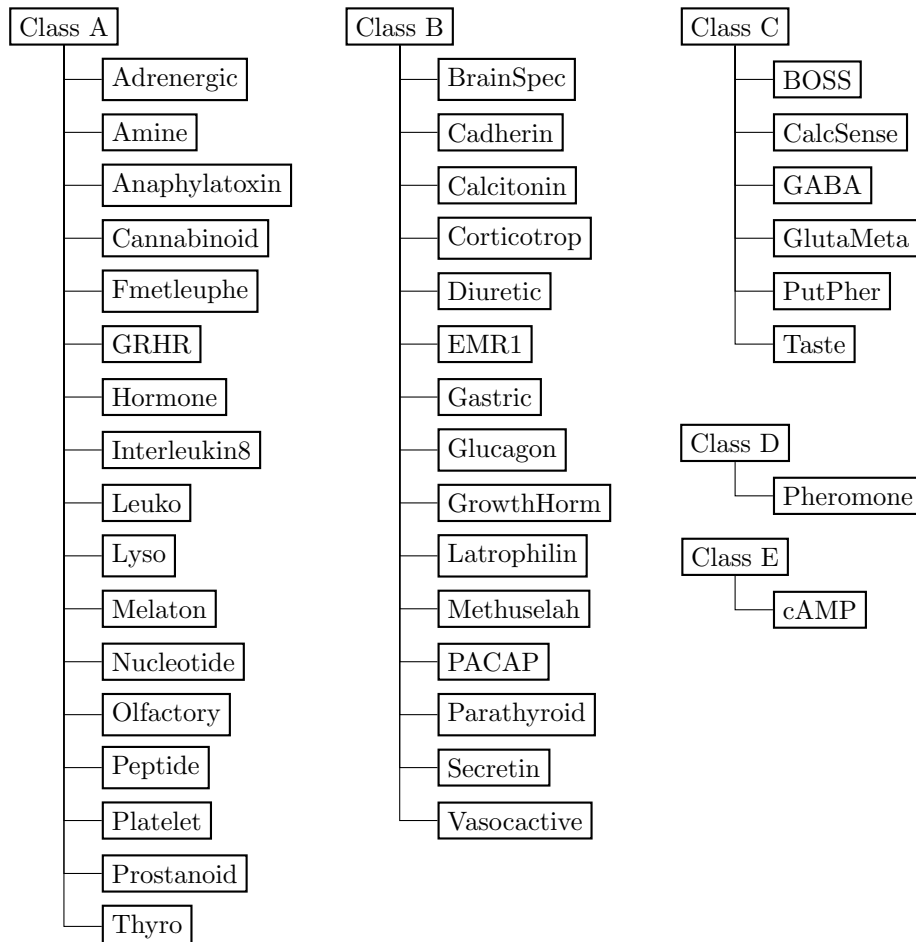 Class A
Adrenergic
Amine
Anaphylatoxin
Cannabinoid
Fmetleuphe
GRHR
Hormone
Interleukin8
Leuko
Lyso
Melaton
Nucleotide
Olfactory
Peptide
Platelet
Prostanoid
Thyro
Class B
BrainSpec
Cadherin
Calcitonin
Corticotrop
Diuretic
EMR1
Gastric
Glucagon
GrowthHorm
Latrophilin
Methuselah
PACAP
Parathyroid
Secretin
Vasocactive
Class C
BOSS
CalcSense
GABA
GlutaMeta
PutPher
Taste
Class D
Pheromone
Class E
cAMP